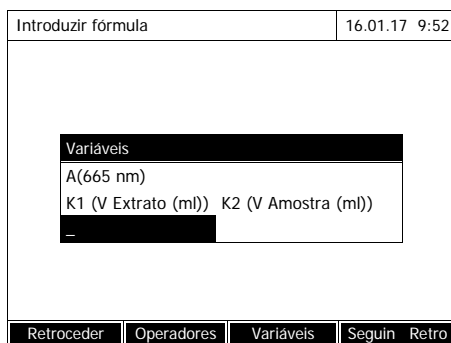 Introduzir fórmula 16.01.17 9:52
Variáveis
A(665 nm)
K1 (V Extrato (ml)) K2 (V Amostra (ml))
_
Retroceder Operadores Variáveis Seguin Retro